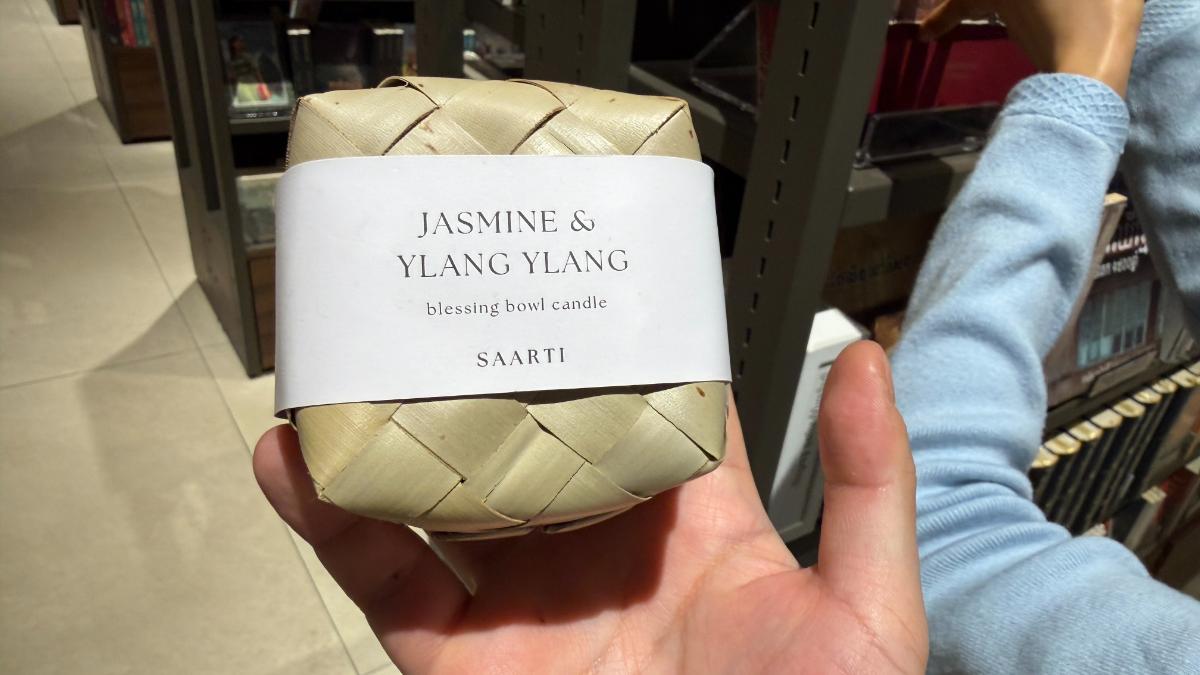 JASMINE &
YLANG YLANG
blessing bowl candle
SAARTI